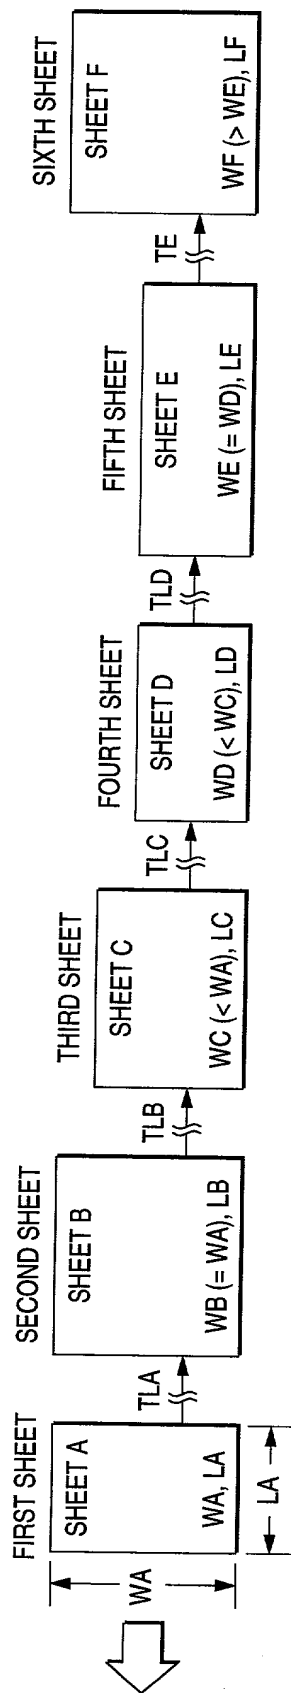 FIRST SHEET
SHEET A
WA, LA
WA
LA
TLA
SECOND SHEET
SHEET B
WB (= WA), LB
TLB
THIRD SHEET
SHEET C
WC (< WA), LC
TLC
FOURTH SHEET
SHEET D
WD (< WC), LD
TLD
FIFTH SHEET
SHEET E
WE (= WD), LE
TE
SIXTH SHEET
SHEET F
WF (> WE), LF